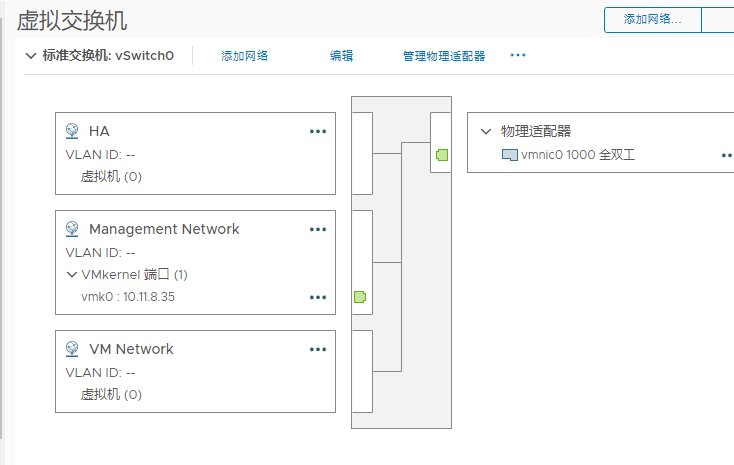 虚拟交换机
添加网络...
标准交换机: vSwitch0
添加网络
编辑
管理物理适配器
HA
VLAN ID: --
虚拟机 (0)
Management Network
VLAN ID: --
VMkernel 端口 (1)
vmk0 : 10.11.8.35
VM Network
VLAN ID: --
虚拟机 (0)
物理适配器
vmnic0 1000 全双工